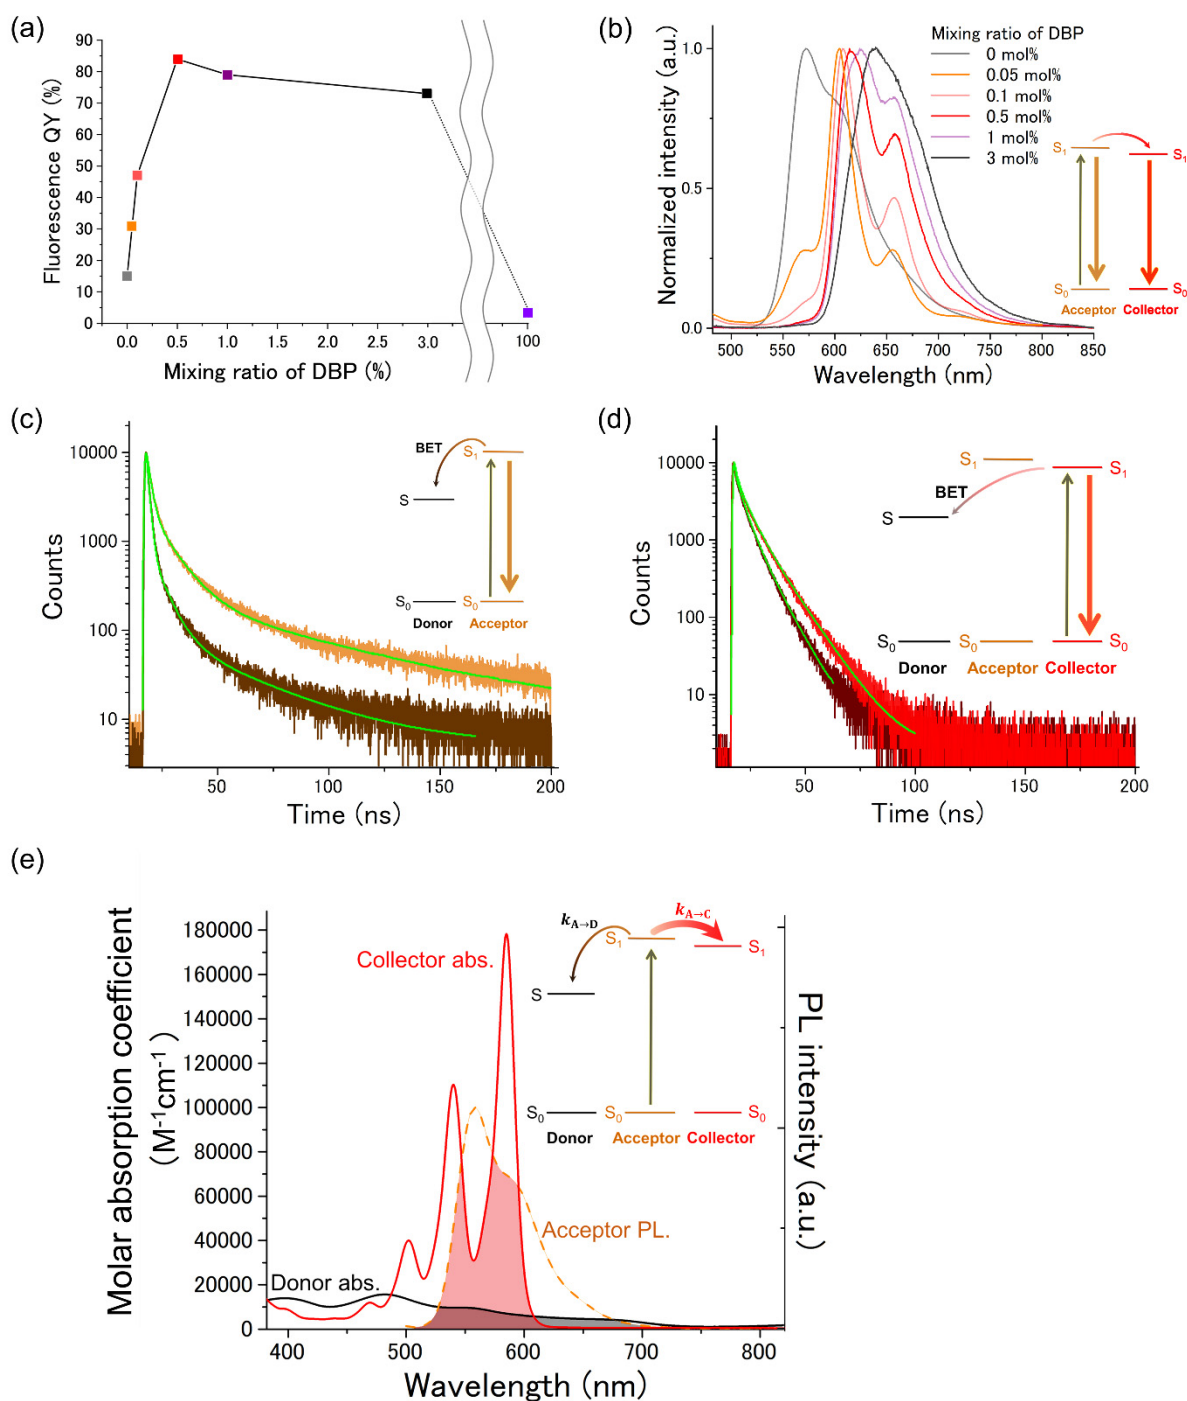 (a)
90
80
70
60
50
40
30
20
10
0
Fluorescence QY (%)
0.0 0.5 1.0 1.5 2.0 2.5 3.0 100
Mixing ratio of DBP (%)
(b)
Normalized intensity (a.u.)
1.0
0.5
0.0
Mixing ratio of DBP
0 mol%
0.05 mol%
0.1 mol%
0.5 mol%
1 mol%
3 mol%
S1 S1
S0 S0
Acceptor Collector
500 550 600 650 700 750 800 850
Wavelength (nm)
(c)
Counts
10000
1000
100
10
BET
S1
S
S0 S0
Donor Acceptor
50 100 150 200
Time (ns)
(d)
Counts
10000
1000
100
10
S1 S1
BET
S
S0 S0 S0
Donor Acceptor Collector
50 100 150 200
Time (ns)
(e)
Molar absorption coefficient
(M⁻¹cm⁻¹)
180000
160000
140000
120000
100000
80000
60000
40000
20000
0
Collector abs.
Acceptor PL.
Donor abs.
kA→D kA→C
S1 S1
S
S0 S0 S0
Donor Acceptor Collector
PL intensity (a.u.)
400 500 600 700 800
Wavelength (nm)